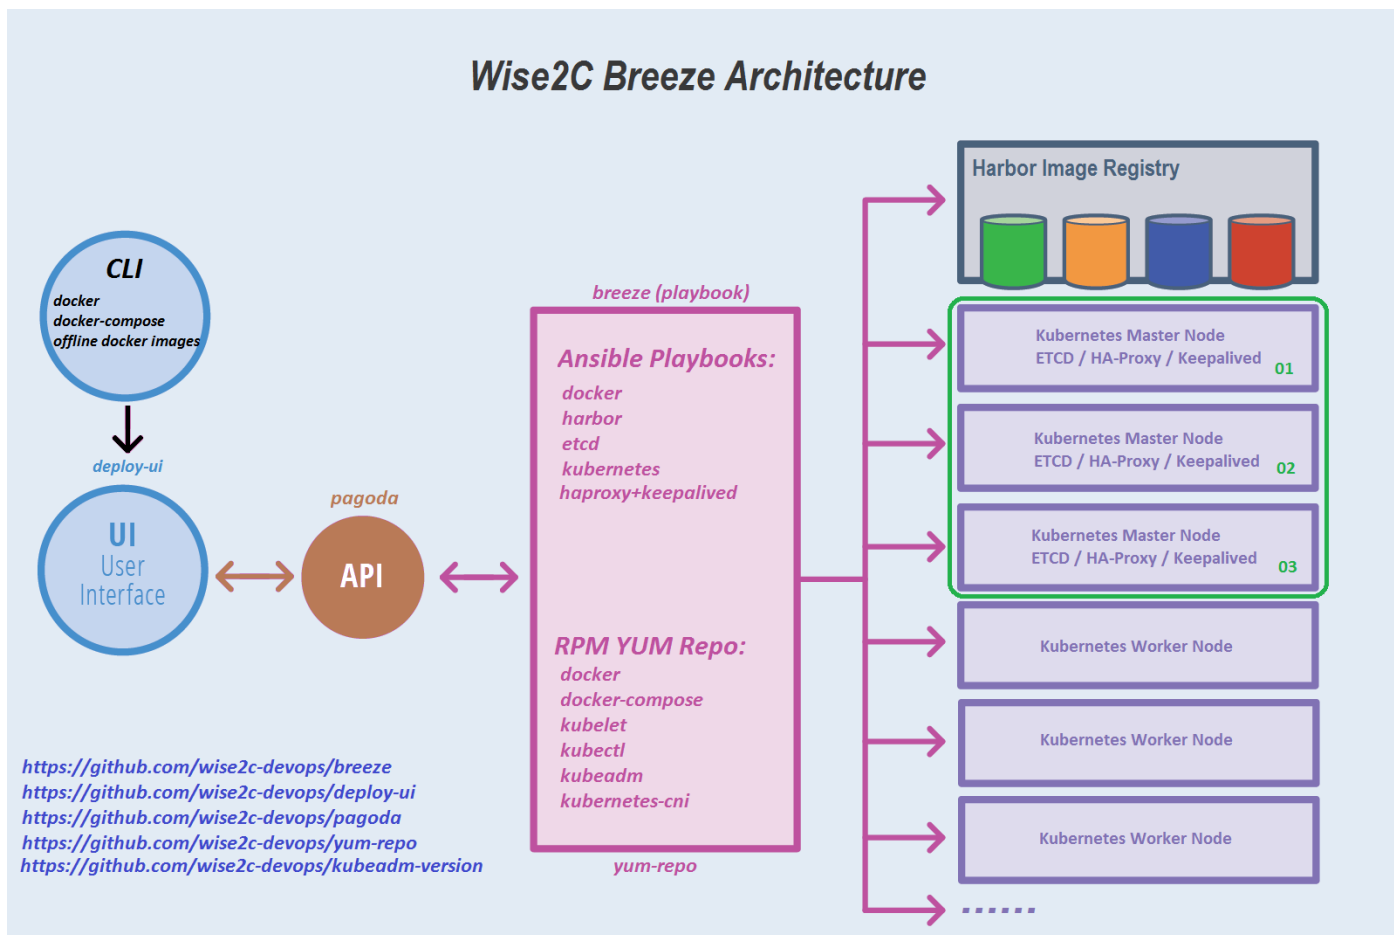 Wise2C Breeze Architecture
CLI
docker
docker-compose
offline docker images
deploy-ui
UI
User
Interface
pagoda
API
breeze (playbook)
Ansible Playbooks:
docker
harbor
etcd
kubernetes
haproxy+keepalived
RPM YUM Repo:
docker
docker-compose
kubelet
kubectl
kubeadm
kubernetes-cni
yum-repo
Harbor Image Registry
Kubernetes Master Node
ETCD / HA-Proxy / Keepalived
01
Kubernetes Master Node
ETCD / HA-Proxy / Keepalived
02
Kubernetes Master Node
ETCD / HA-Proxy / Keepalived
03
Kubernetes Worker Node
Kubernetes Worker Node
Kubernetes Worker Node
------
https://github.com/wise2c-devops/breeze
https://github.com/wise2c-devops/deploy-ui
https://github.com/wise2c-devops/pagoda
https://github.com/wise2c-devops/yum-repo
https://github.com/wise2c-devops/kubeadm-version